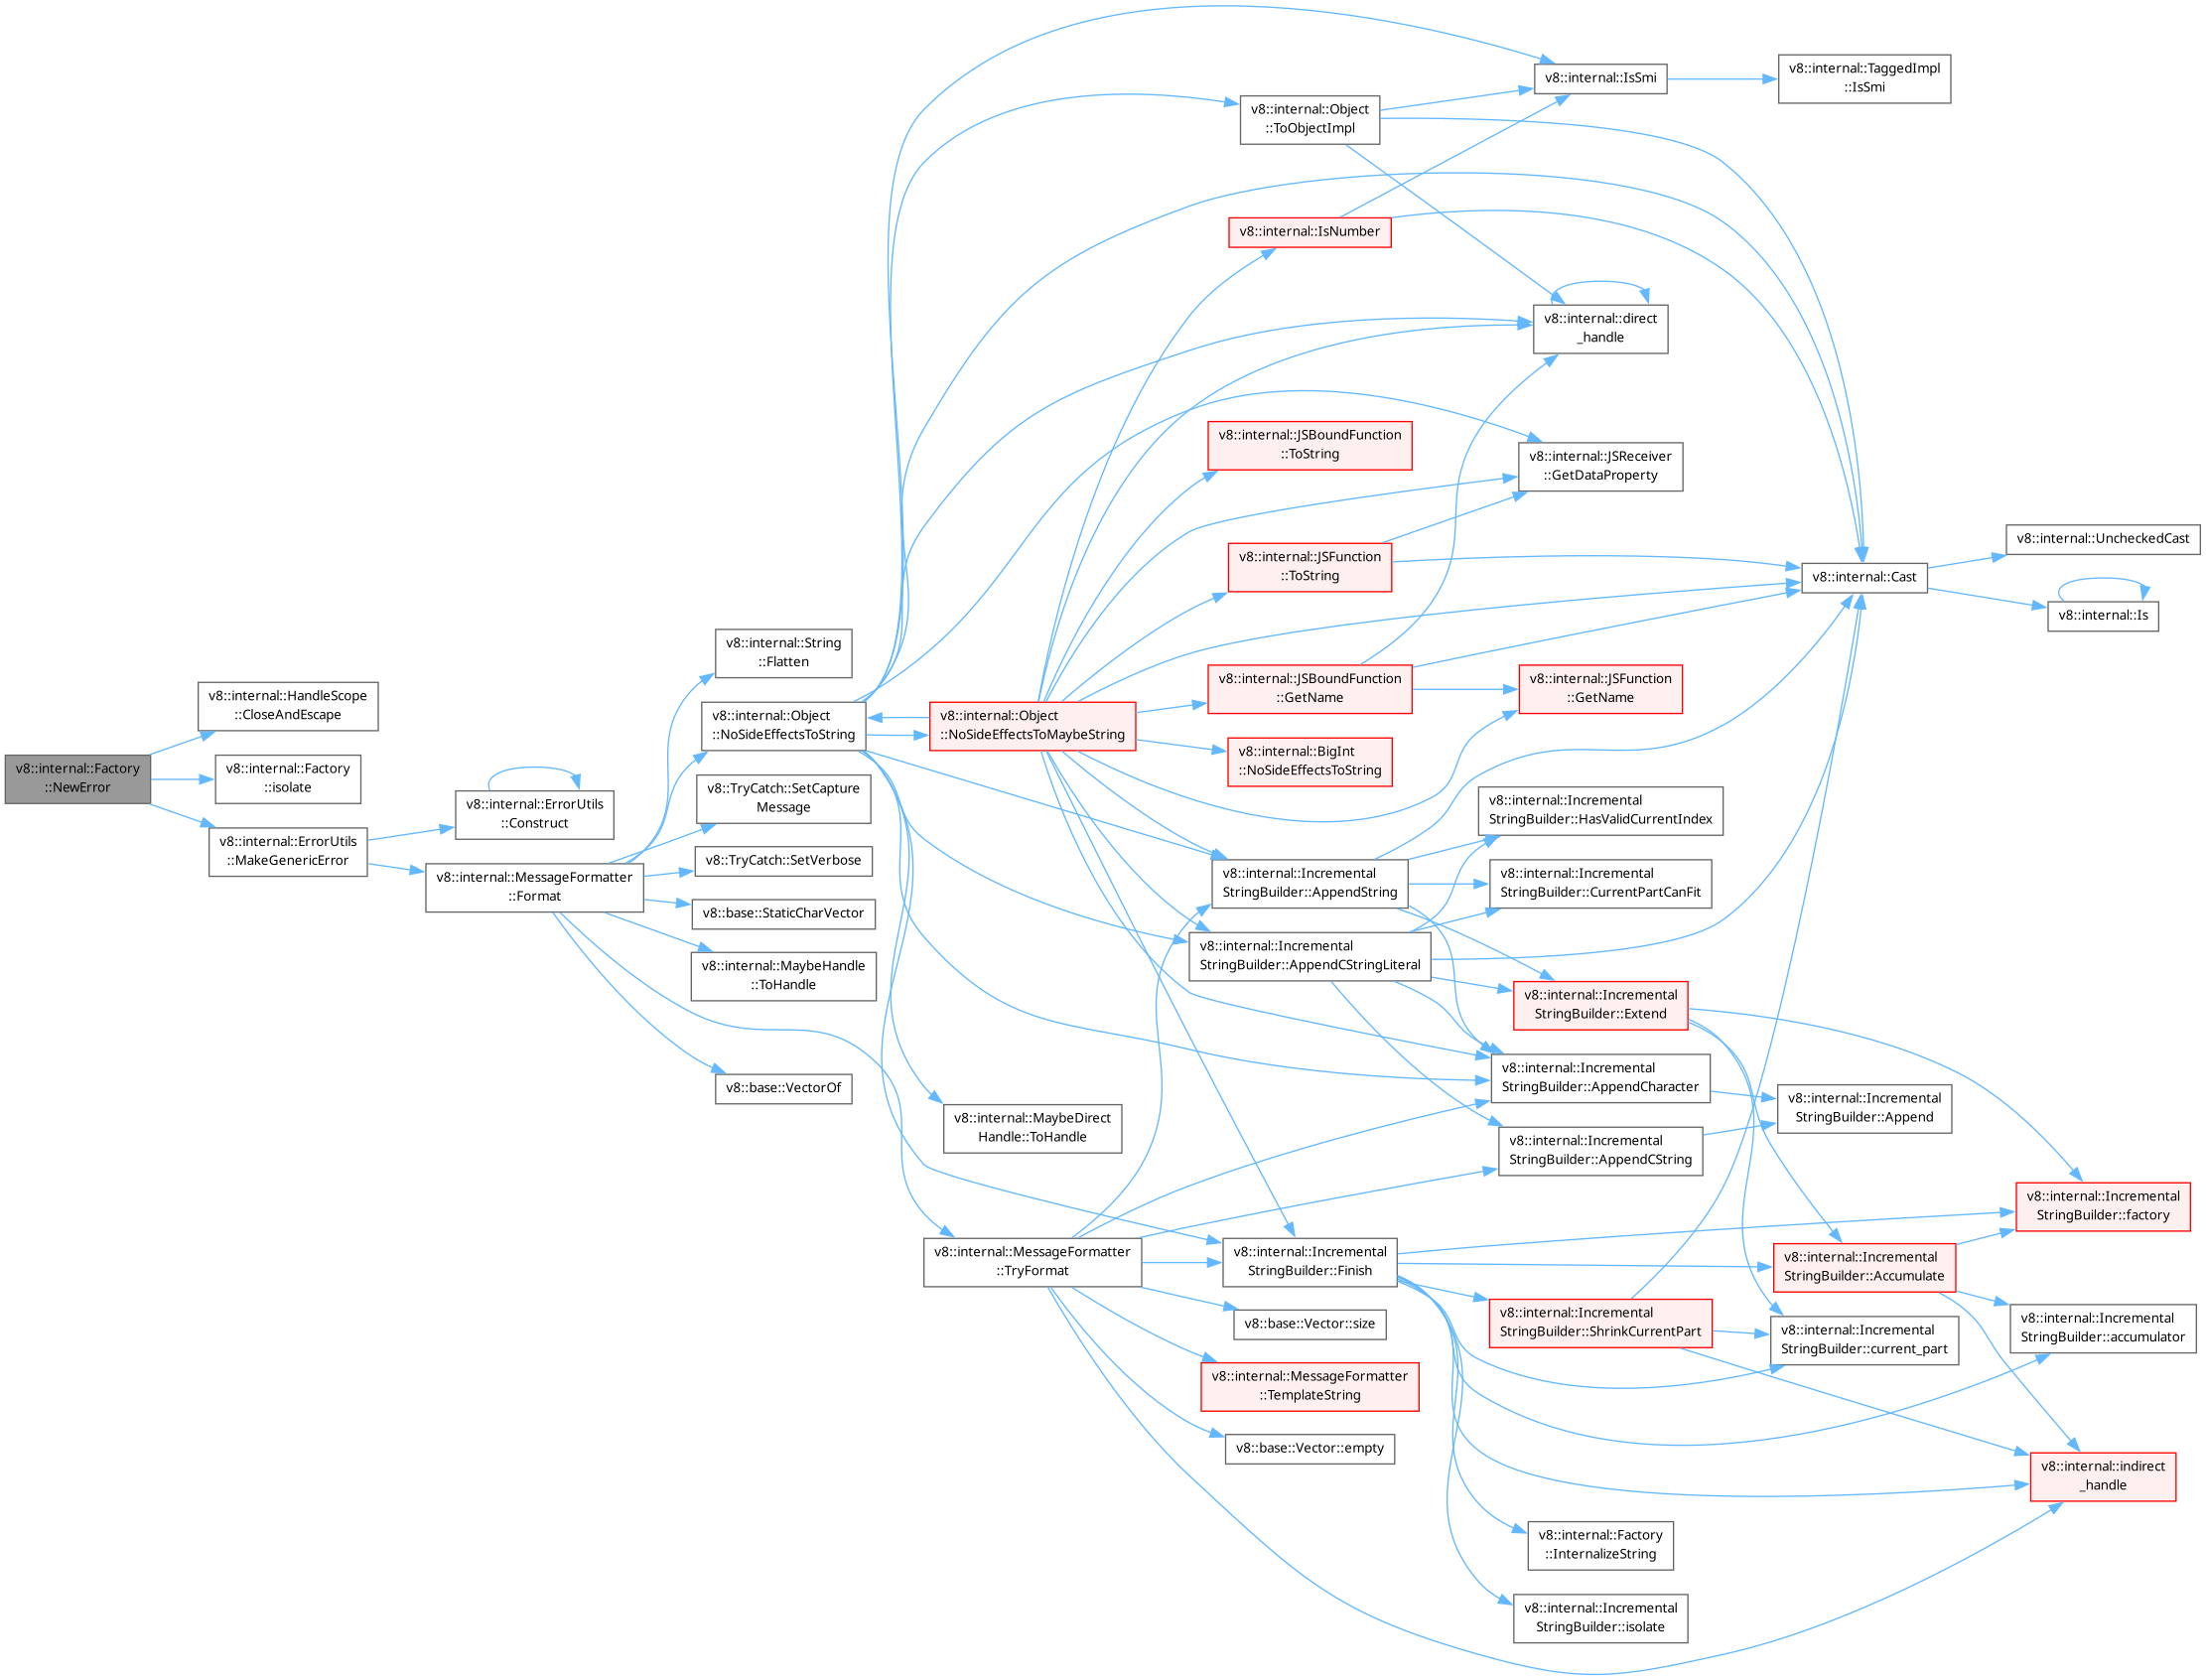 v8::internal::Factory
::NewError
v8::internal::HandleScope
::CloseAndEscape
v8::internal::Factory
::isolate
v8::internal::ErrorUtils
::MakeGenericError
v8::internal::ErrorUtils
::Construct
v8::internal::MessageFormatter
::Format
v8::internal::String
::Flatten
v8::internal::Object
::NoSideEffectsToString
v8::TryCatch::SetCapture
Message
v8::TryCatch::SetVerbose
v8::base::StaticCharVector
v8::internal::MaybeHandle
::ToHandle
v8::base::VectorOf
v8::internal::Object
::NoSideEffectsToMaybeString
v8::internal::MaybeDirect
Handle::ToHandle
v8::internal::MessageFormatter
::TryFormat
v8::internal::Object
::ToObjectImpl
v8::internal::IsNumber
v8::internal::JSBoundFunction
::ToString
v8::internal::JSFunction
::ToString
v8::internal::JSBoundFunction
::GetName
v8::internal::BigInt
::NoSideEffectsToString
v8::internal::Incremental
StringBuilder::AppendString
v8::internal::Incremental
StringBuilder::AppendCStringLiteral
v8::internal::Incremental
StringBuilder::Finish
v8::base::Vector::size
v8::internal::MessageFormatter
::TemplateString
v8::base::Vector::empty
v8::internal::IsSmi
v8::internal::direct
_handle
v8::internal::JSReceiver
::GetDataProperty
v8::internal::JSFunction
::GetName
v8::internal::Incremental
StringBuilder::HasValidCurrentIndex
v8::internal::Incremental
StringBuilder::CurrentPartCanFit
v8::internal::Incremental
StringBuilder::Extend
v8::internal::Incremental
StringBuilder::AppendCharacter
v8::internal::Incremental
StringBuilder::AppendCString
v8::internal::Incremental
StringBuilder::ShrinkCurrentPart
v8::internal::Factory
::InternalizeString
v8::internal::Incremental
StringBuilder::isolate
v8::internal::TaggedImpl
::IsSmi
v8::internal::Cast
v8::internal::Incremental
StringBuilder::Append
v8::internal::Incremental
StringBuilder::Accumulate
v8::internal::Incremental
StringBuilder::current_part
v8::internal::UncheckedCast
v8::internal::Is
v8::internal::Incremental
StringBuilder::factory
v8::internal::Incremental
StringBuilder::accumulator
v8::internal::indirect
_handle